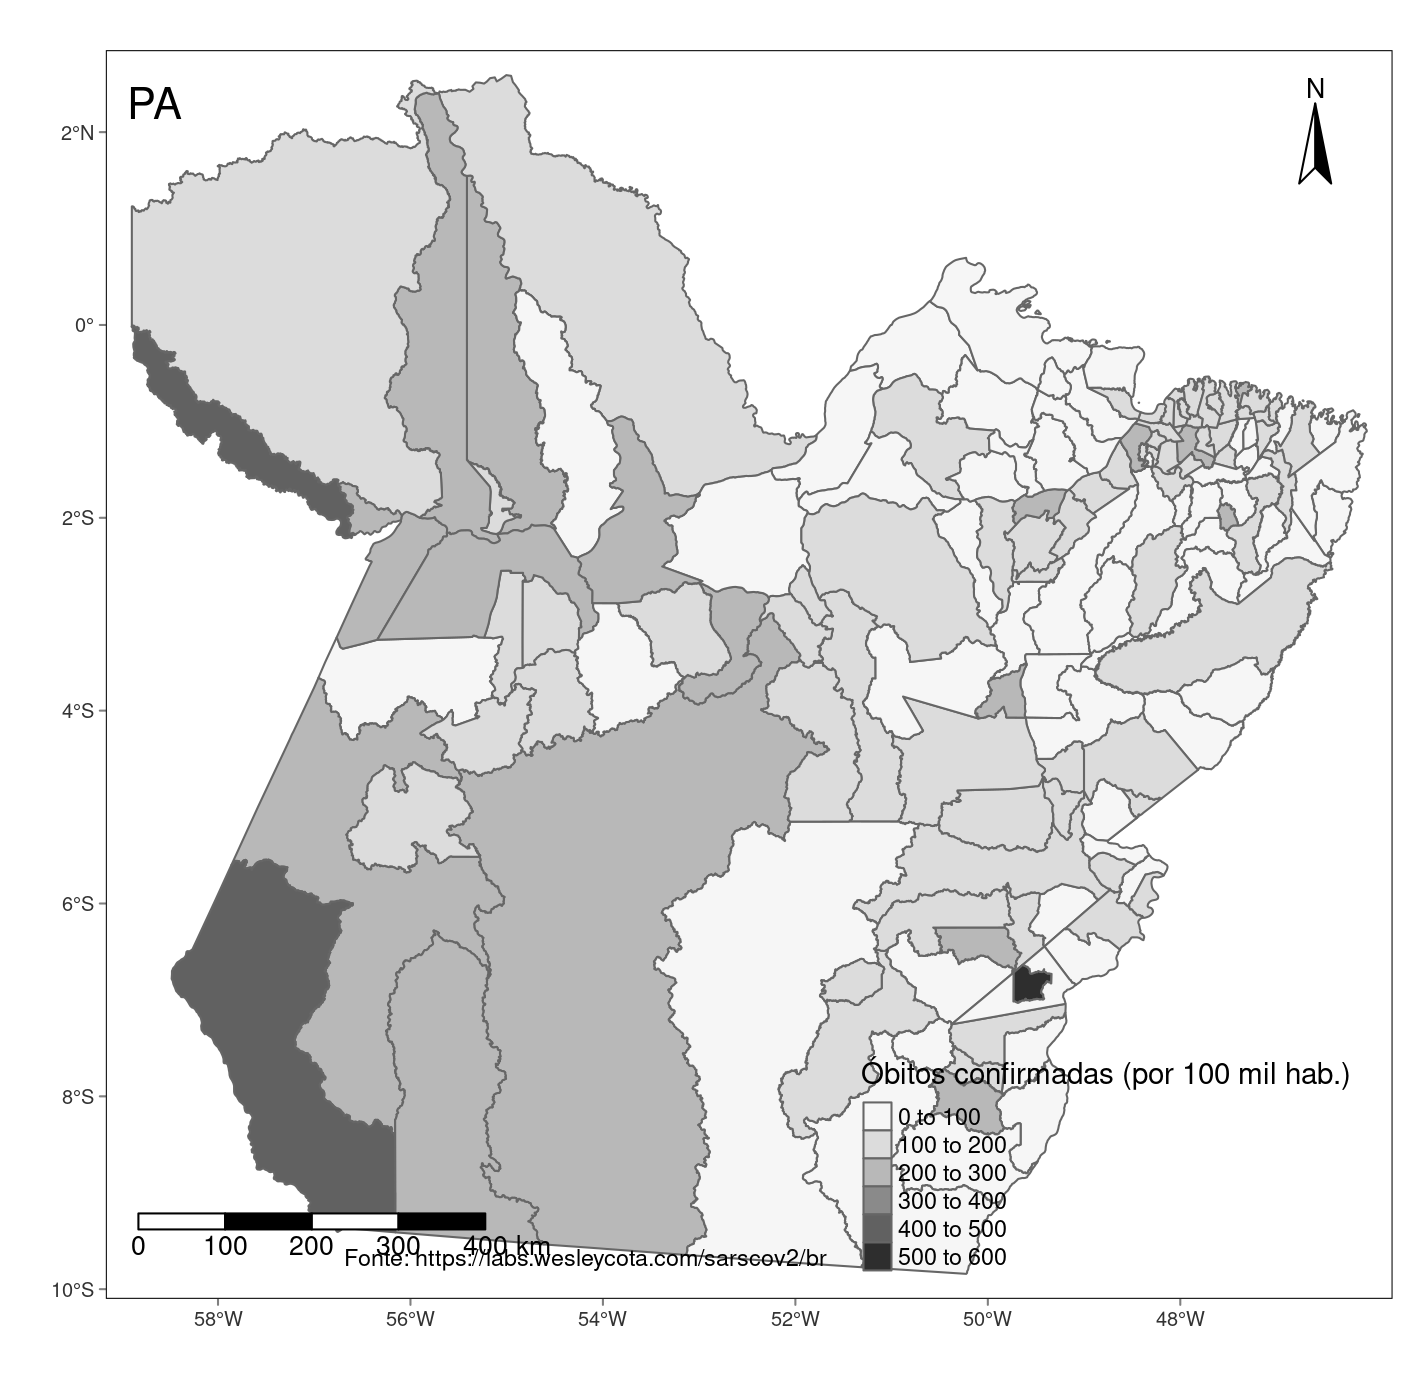 PA
N
2°N
0°
2°S
4°S
6°S
8°S
10°S
Óbitos confirmadas (por 100 mil hab.)
0 to 100
100 to 200
200 to 300
300 to 400
400 to 500
500 to 600
0 100 200 300 400 km
Fonte: https://labs.wesleycota.com/sarscov2/br
58°W 56°W 54°W 52°W 50°W 48°W